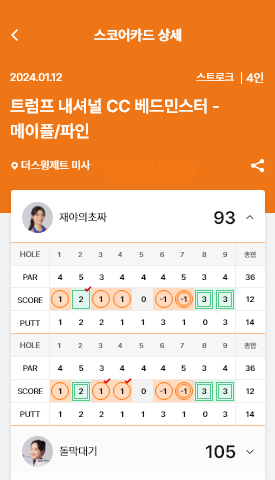 스코어카드 상세
2024.01.12 스트로크 | 4인
트럼프 내셔널 CC 베드민스터 -
메이플/파인
더스윙제트 미사
재야의초짜 93
HOLE 1 2 3 4 5 6 7 8 9 총합
PAR 4 5 3 4 4 4 5 3 4 36
SCORE 1 2 1 1 0 -1 -1 3 3 12
PUTT 1 2 2 1 1 3 1 0 3 14
HOLE 1 2 3 4 5 6 7 8 9 총합
PAR 4 5 3 4 4 4 5 3 4 36
SCORE 1 2 1 1 0 -1 -1 3 3 12
PUTT 1 2 2 1 1 3 1 0 3 14
돌막대기 105